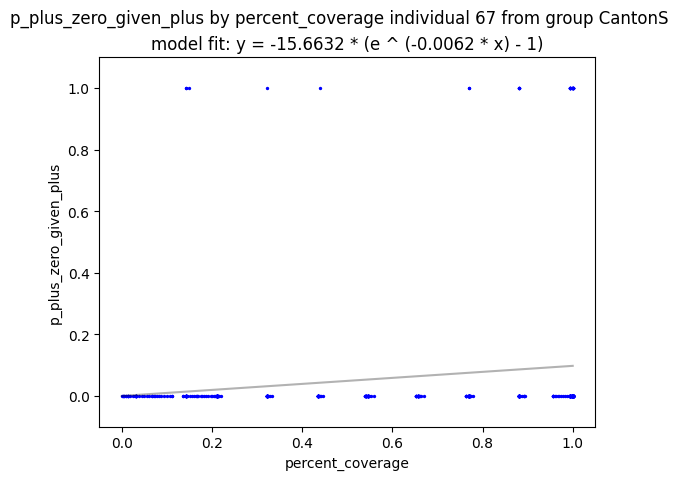 p_plus_zero_given_plus by percent_coverage individual 67 from group CantonS
model fit: y = -15.6632 * (e ^ (-0.0062 * x) - 1)
1.0
0.8
0.6
0.4
0.2
0.0
p_plus_zero_given_plus
0.0 0.2 0.4 0.6 0.8 1.0
percent_coverage